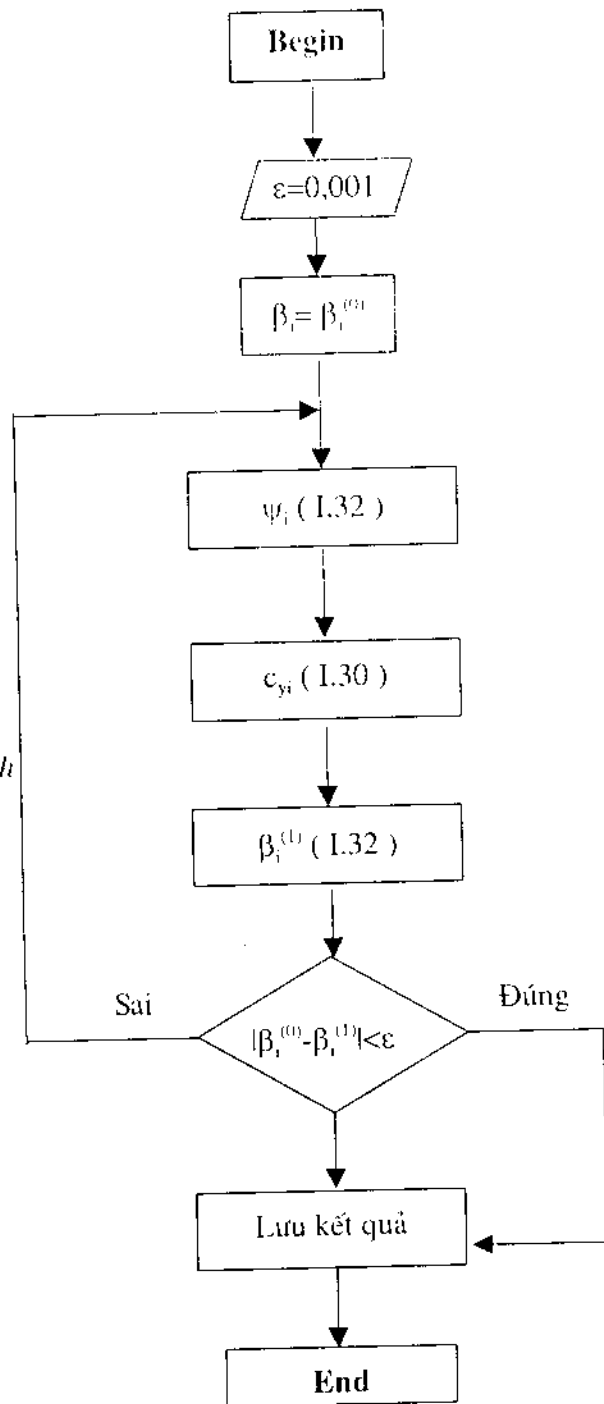 Begin
ε=0,001
βᵢ= βᵢ⁽⁰⁾
ψᵢ ( I.32 )
c_yi ( I.30 )
h
βᵢ⁽¹⁾ ( I.32 )
Sai
Đúng
|βᵢ⁽⁰⁾-βᵢ⁽¹⁾|<ε
Lưu kết quả
End